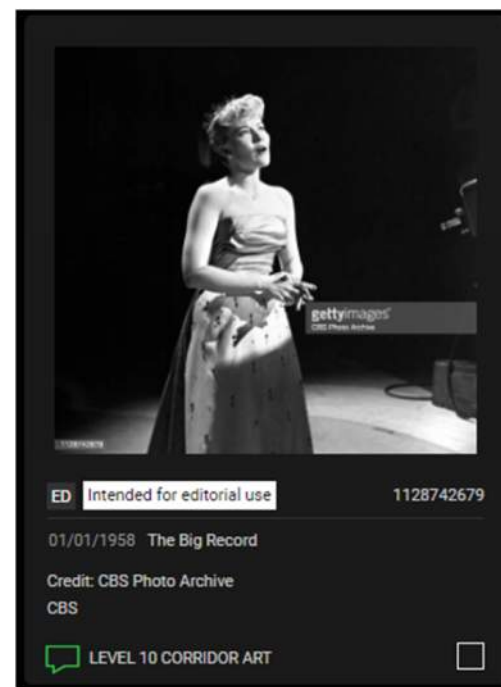 gettyimages®
CBS Photo Archive
1128742679
ED Intended for editorial use 1128742679
01/01/1958 The Big Record
Credit: CBS Photo Archive
CBS
LEVEL 10 CORRIDOR ART